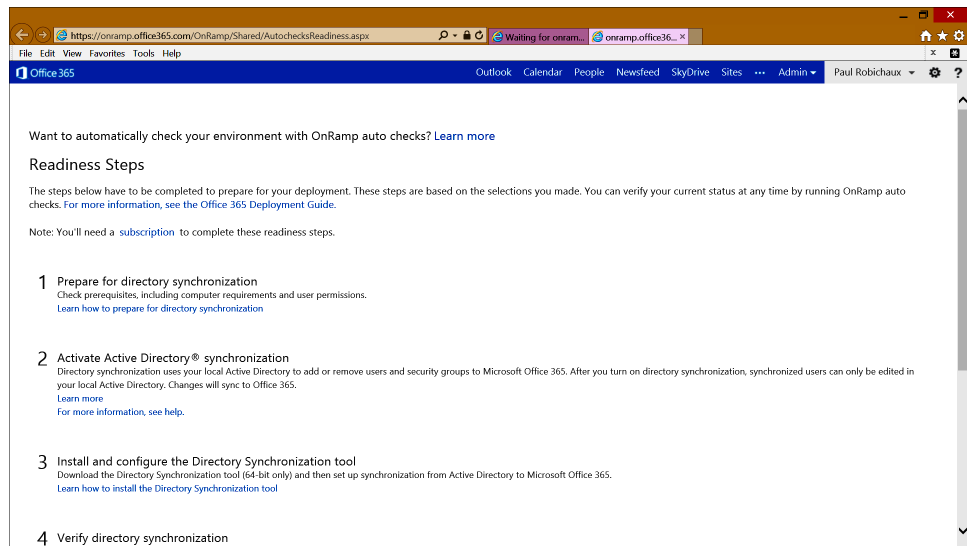 https://onramp.office365.com/OnRamp/Shared/AutochecksReadiness.aspx
Waiting for onram...
onramp.office36...
File Edit View Favorites Tools Help
Office 365
Outlook Calendar People Newsfeed SkyDrive Sites ... Admin Paul Robichaux ?
Want to automatically check your environment with OnRamp auto checks? Learn more
Readiness Steps
The steps below have to be completed to prepare for your deployment. These steps are based on the selections you made. You can verify your current status at any time by running OnRamp auto
checks. For more information, see the Office 365 Deployment Guide.
Note: You'll need a subscription to complete these readiness steps.
1 Prepare for directory synchronization
Check prerequisites, including computer requirements and user permissions.
Learn how to prepare for directory synchronization
2 Activate Active Directory® synchronization
Directory synchronization uses your local Active Directory to add or remove users and security groups to Microsoft Office 365. After you turn on directory synchronization, synchronized users can only be edited in
your local Active Directory. Changes will sync to Office 365.
Learn more
For more information, see help.
3 Install and configure the Directory Synchronization tool
Download the Directory Synchronization tool (64-bit only) and then set up synchronization from Active Directory to Microsoft Office 365.
Learn how to install the Directory Synchronization tool
4 Verify directory synchronization